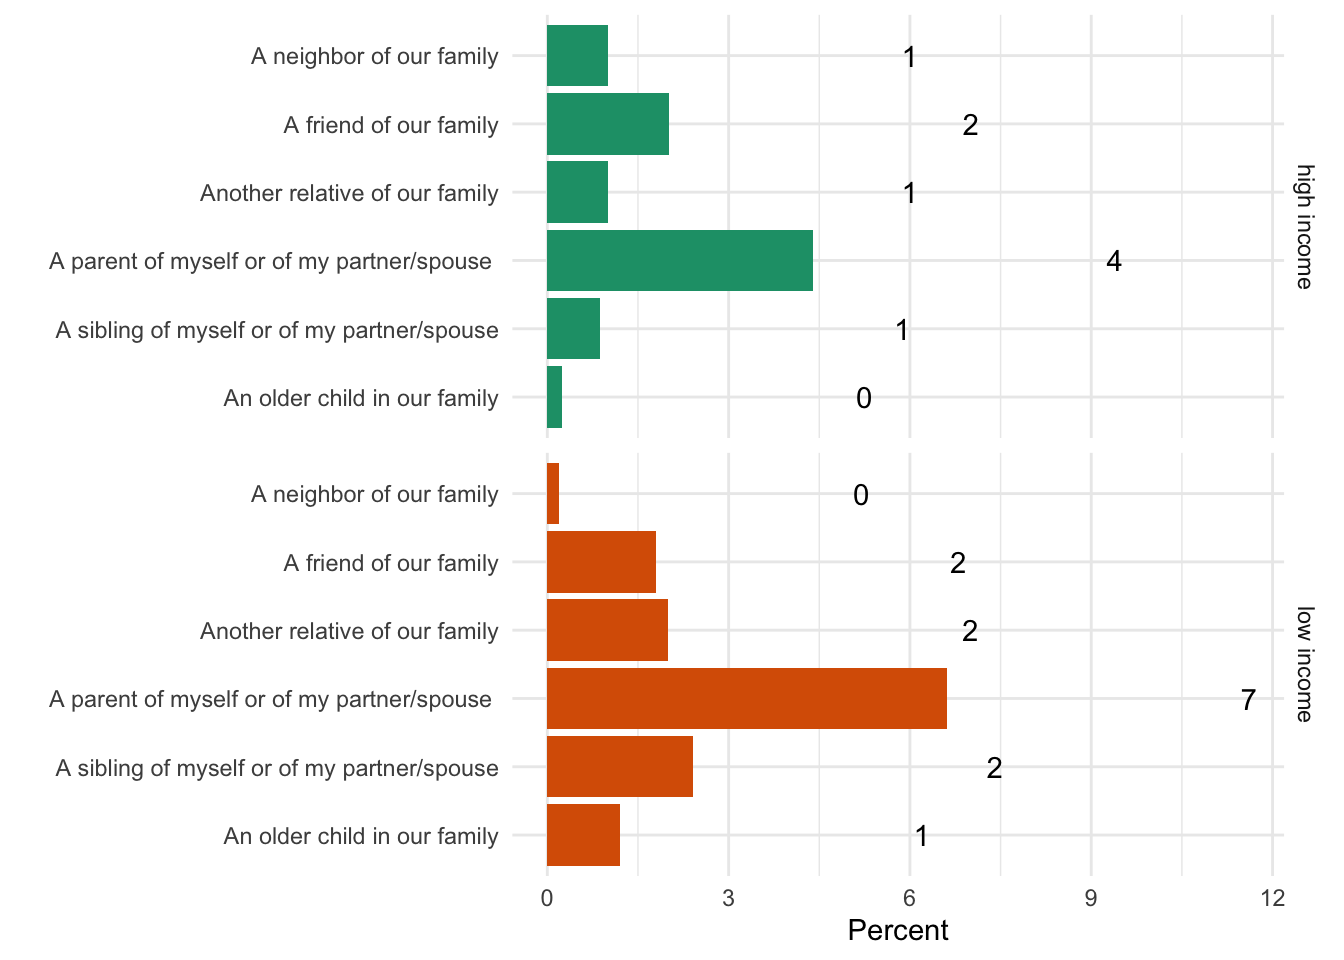 A neighbor of our family 1
A friend of our family 2
Another relative of our family 1
A parent of myself or of my partner/spouse 4
A sibling of myself or of my partner/spouse 1
An older child in our family 0
high income
A neighbor of our family 0
A friend of our family 2
Another relative of our family 2
A parent of myself or of my partner/spouse 7
A sibling of myself or of my partner/spouse 2
An older child in our family 1
low income
0 3 6 9 12
Percent